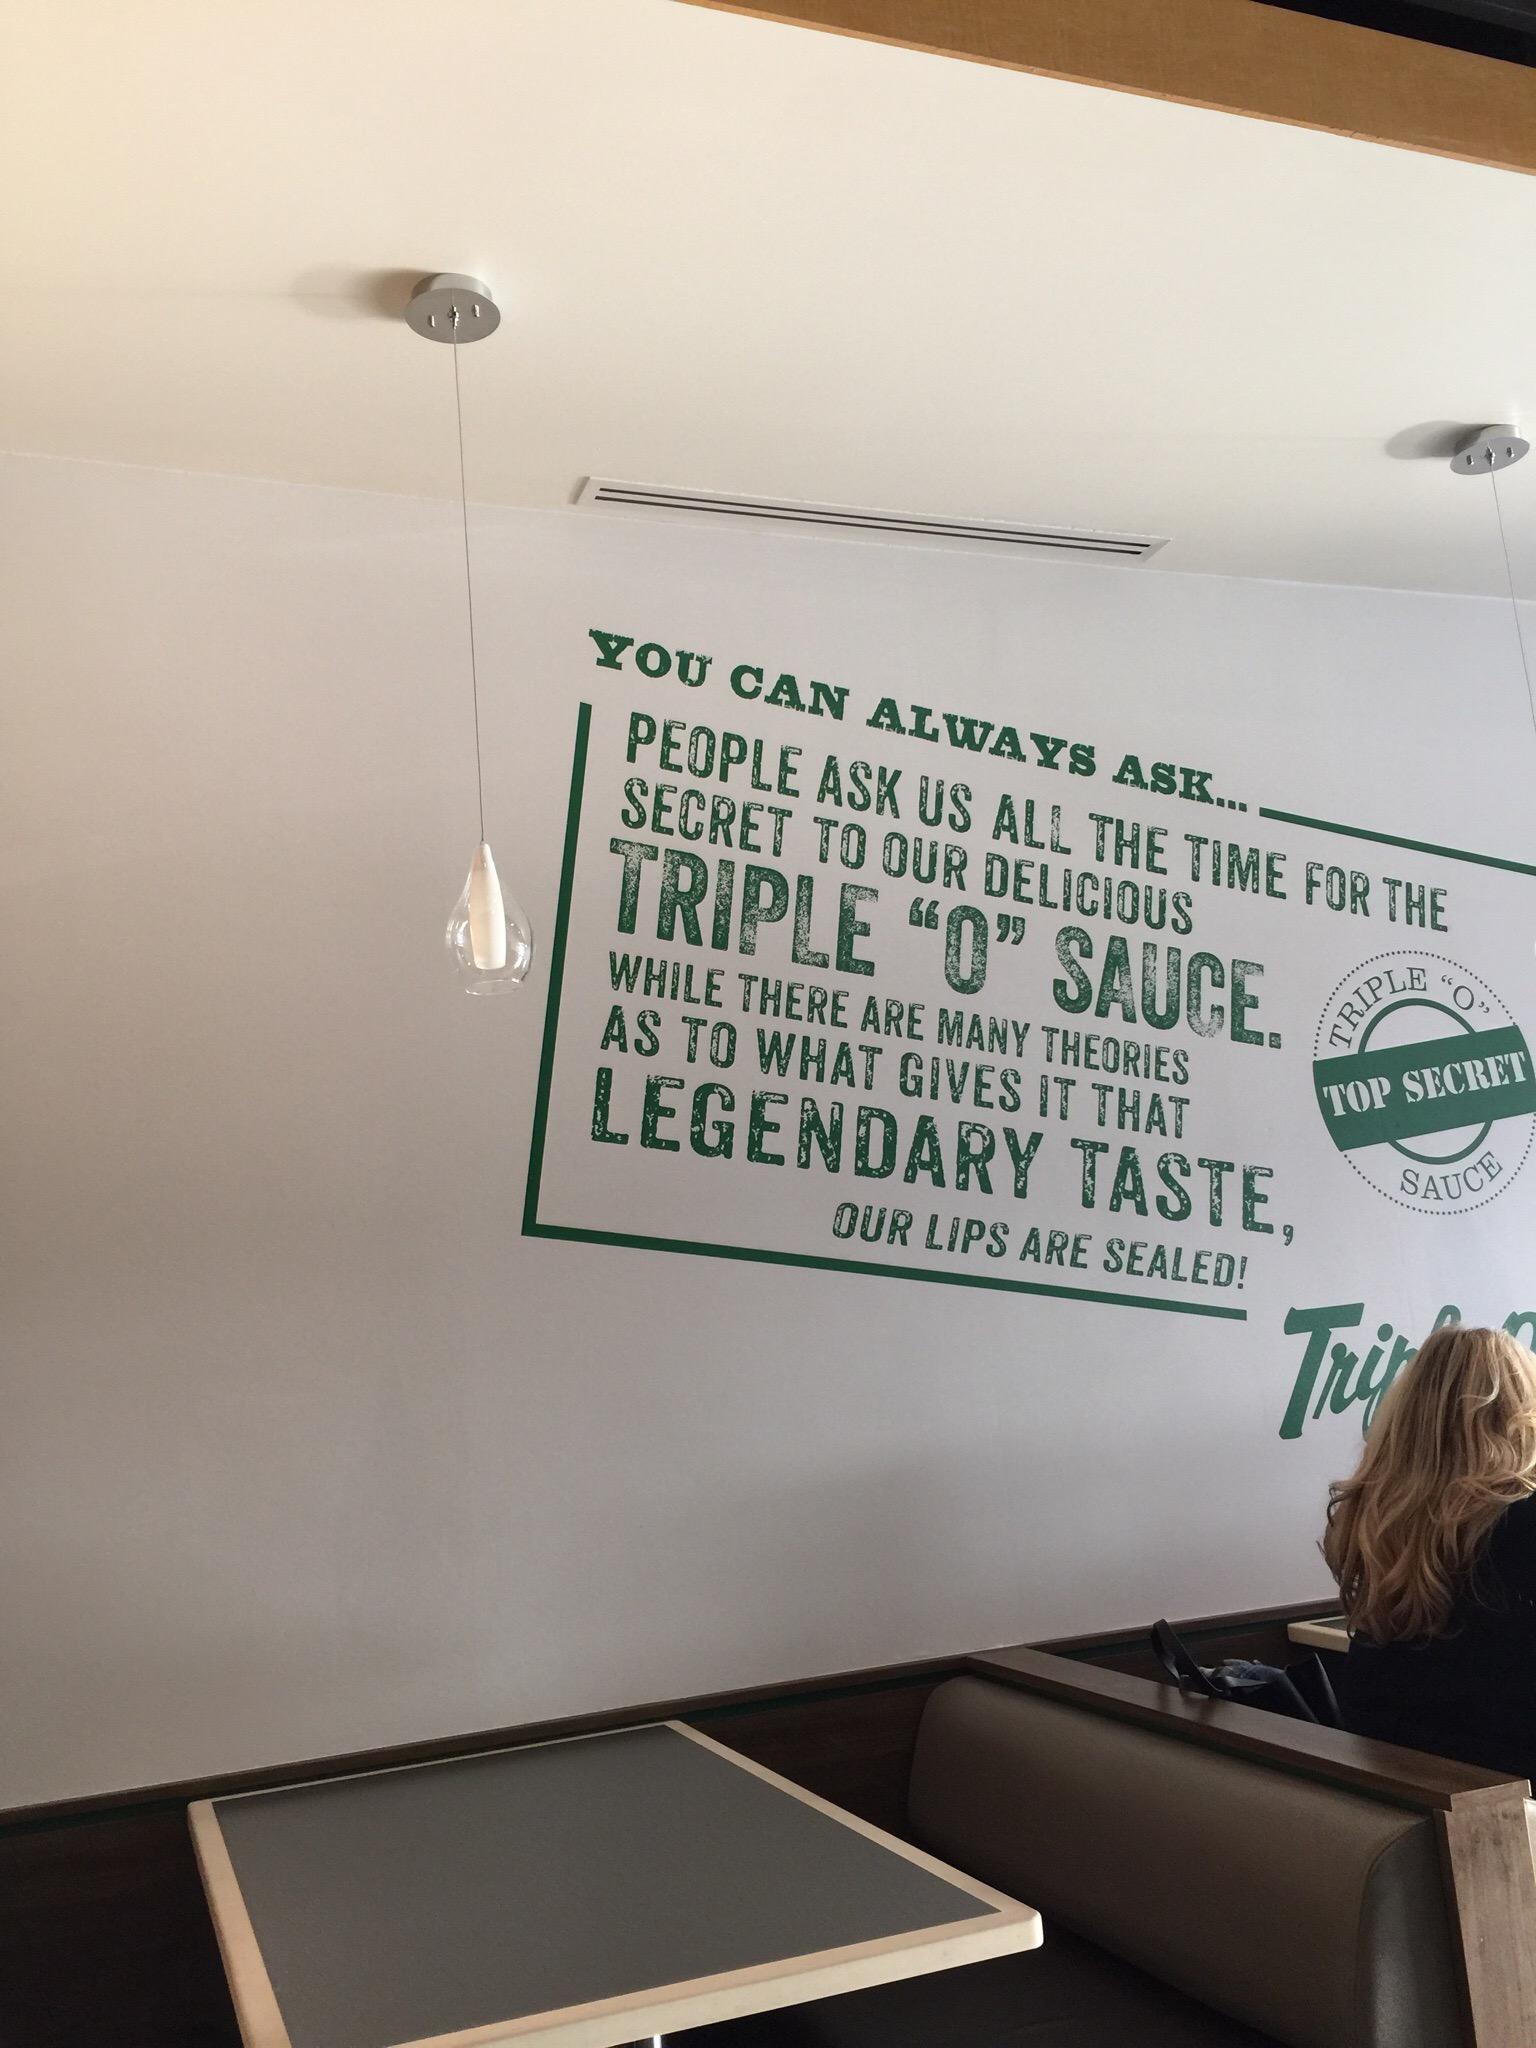 YOU CAN ALWAYS ASK...
PEOPLE ASK US ALL THE TIME FOR THE
SECRET TO OUR DELICIOUS
TRIPLE “O” SAUCE.
WHILE THERE ARE MANY THEORIES
AS TO WHAT GIVES IT THAT
LEGENDARY TASTE,
OUR LIPS ARE SEALED!
TRIPLE “O”
TOP SECRET
SAUCE